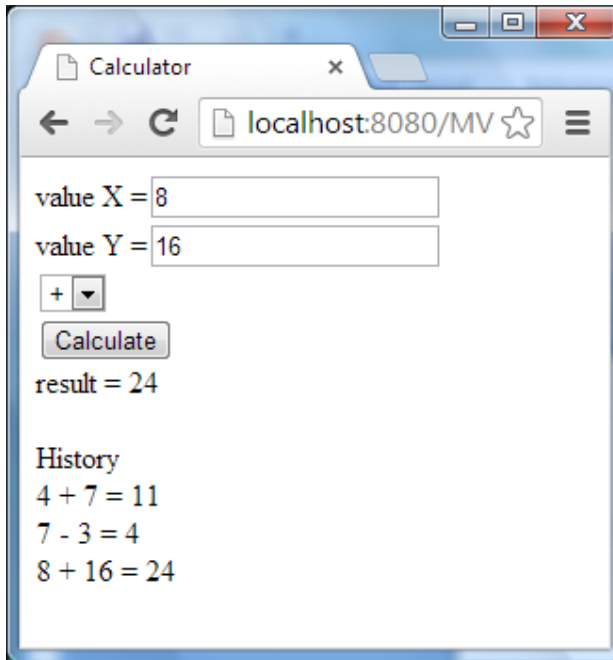 Calculator
localhost:8080/MV
value X = 8
value Y = 16
+
Calculate
result = 24
History
4 + 7 = 11
7 - 3 = 4
8 + 16 = 24